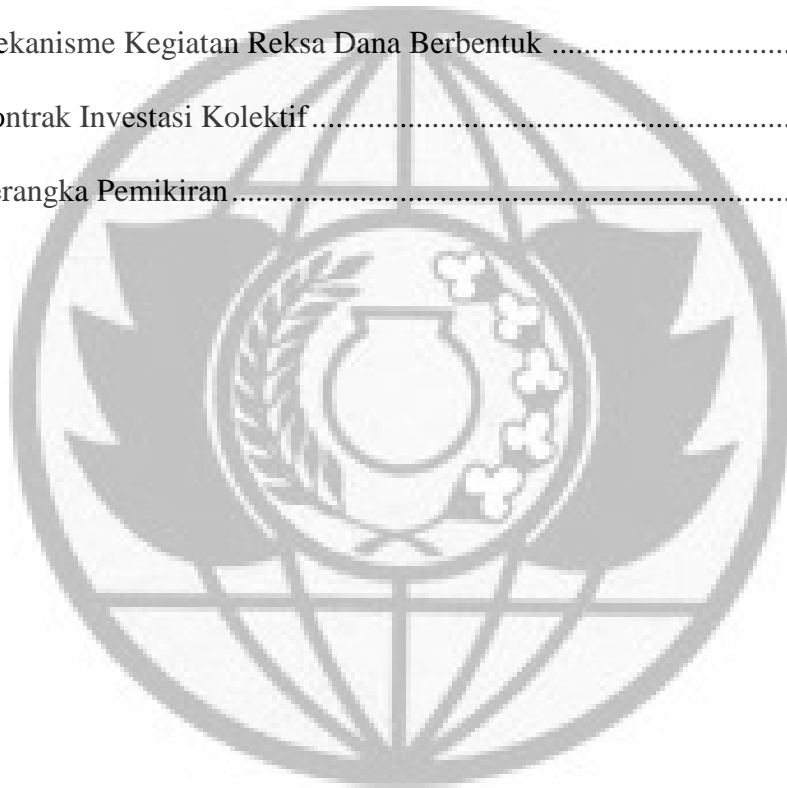 ekanisme Kegiatan Reksa Dana Berbentuk ..............................
ontrak Investasi Kolektif............................................................
erangka Pemikiran......................................................................